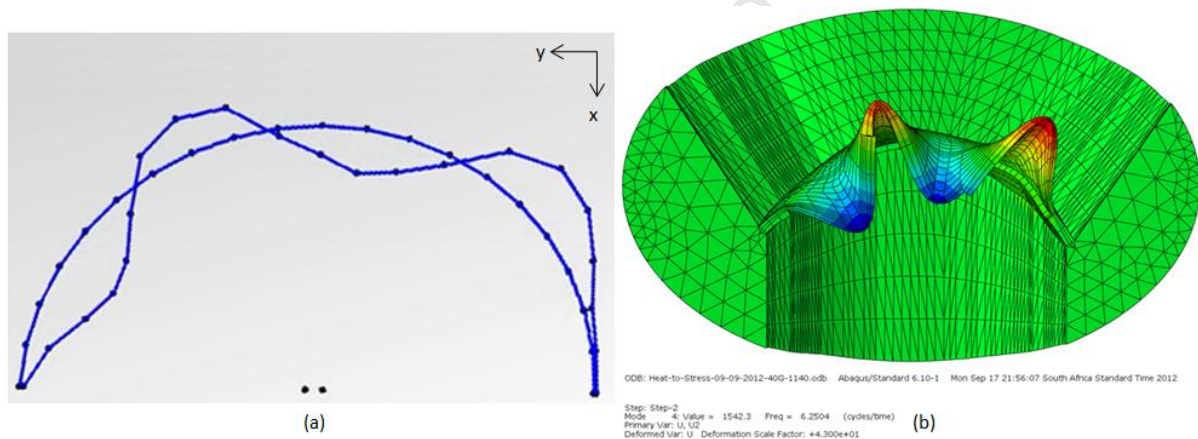 y
x
ODB: Heat-to-Stress-09-09-2012-40G-1140.odb Abaqus/Standard 6.10-1 Mon Sep 17 21:56:07 South Africa Standard Time 2012
Step: Step-2
Mode 4: Value = 1542.3 Freq = 6.2504 (cycles/time)
Primary Var: U, U2
Deformed Var: U Deformation Scale Factor: +4.300e+01
(a)
(b)